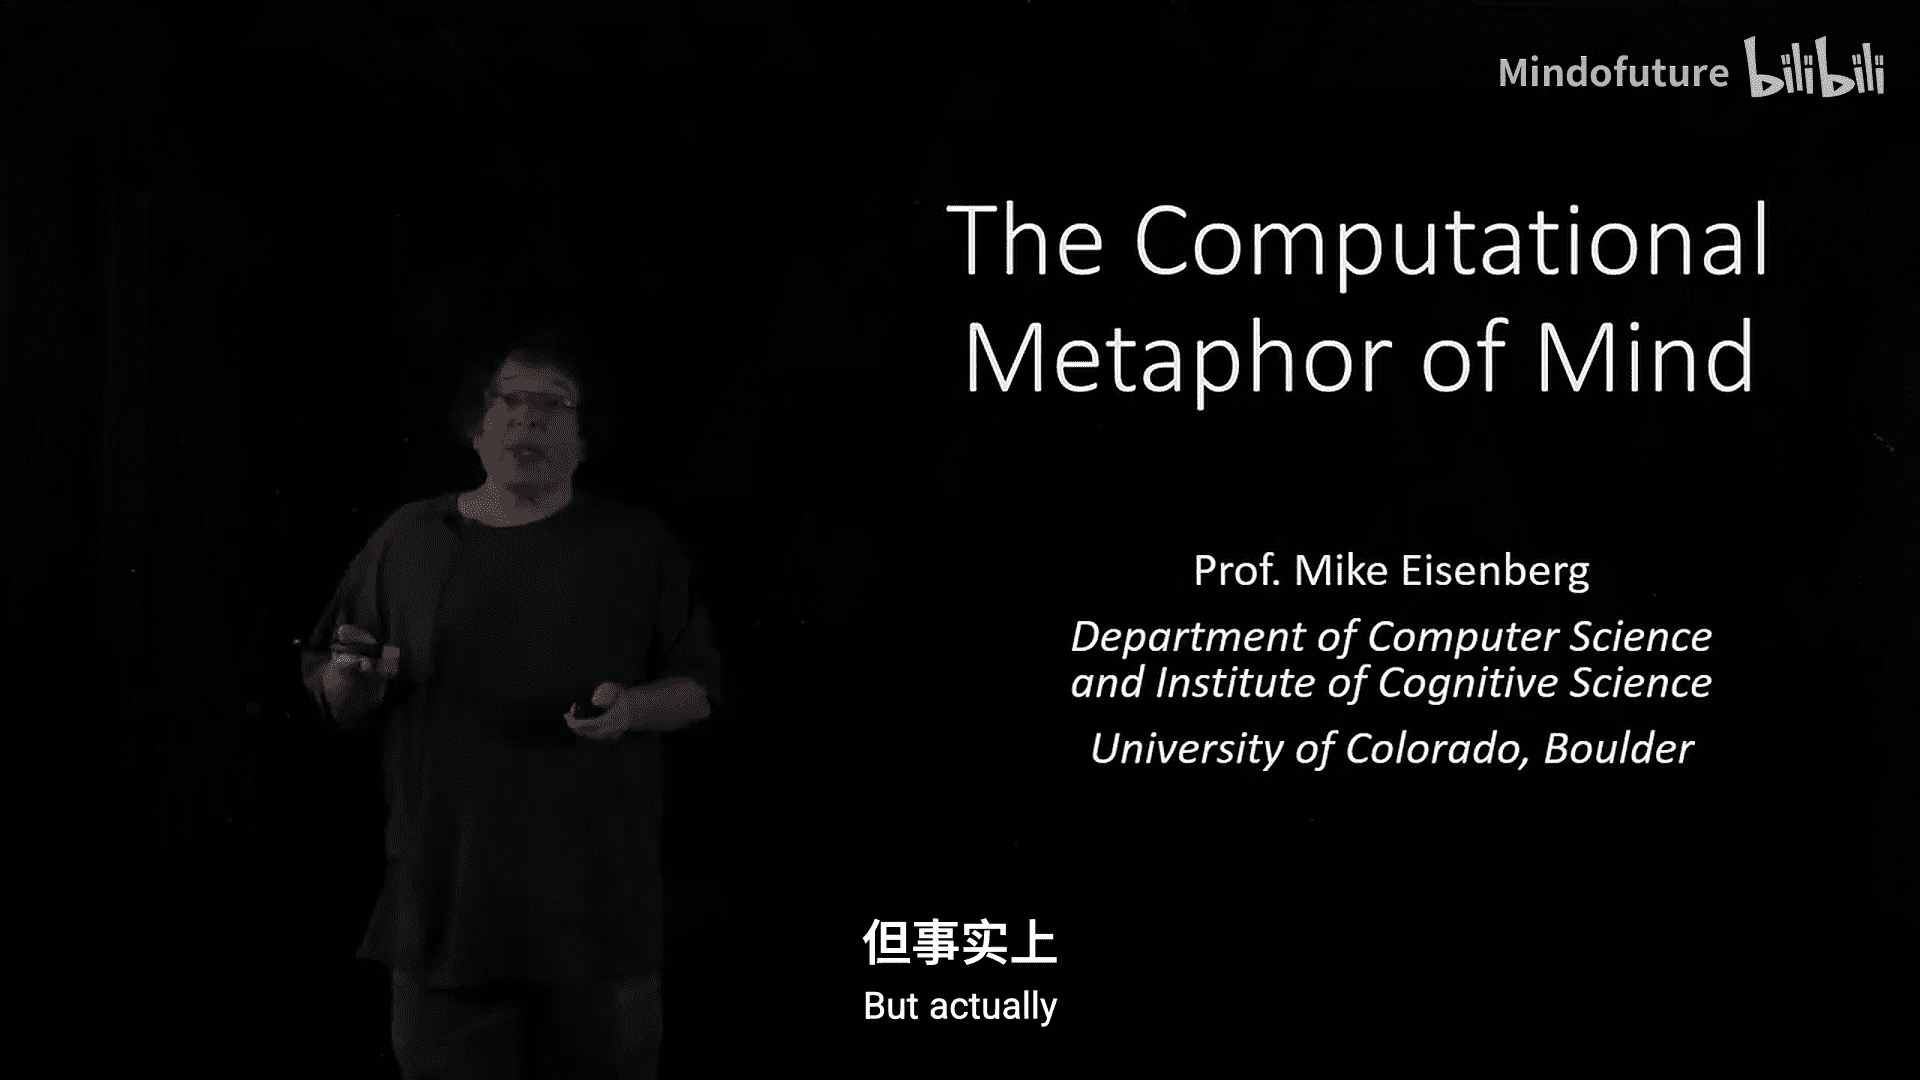 Mindofuture bilibili
The Computational
Metaphor of Mind
Prof. Mike Eisenberg
Department of Computer Science
and Institute of Cognitive Science
University of Colorado, Boulder
但事实上
But actually